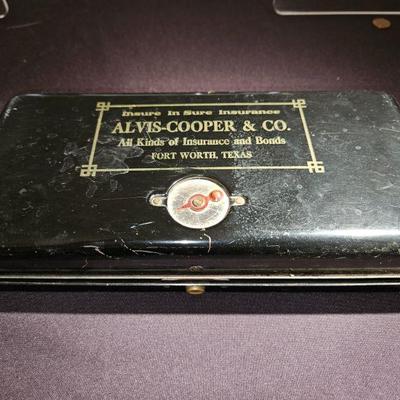 Insure In Sure Insurance
ALVIS-COOPER & CO.
All Kinds of Insurance and Bonds
FORT WORTH, TEXAS